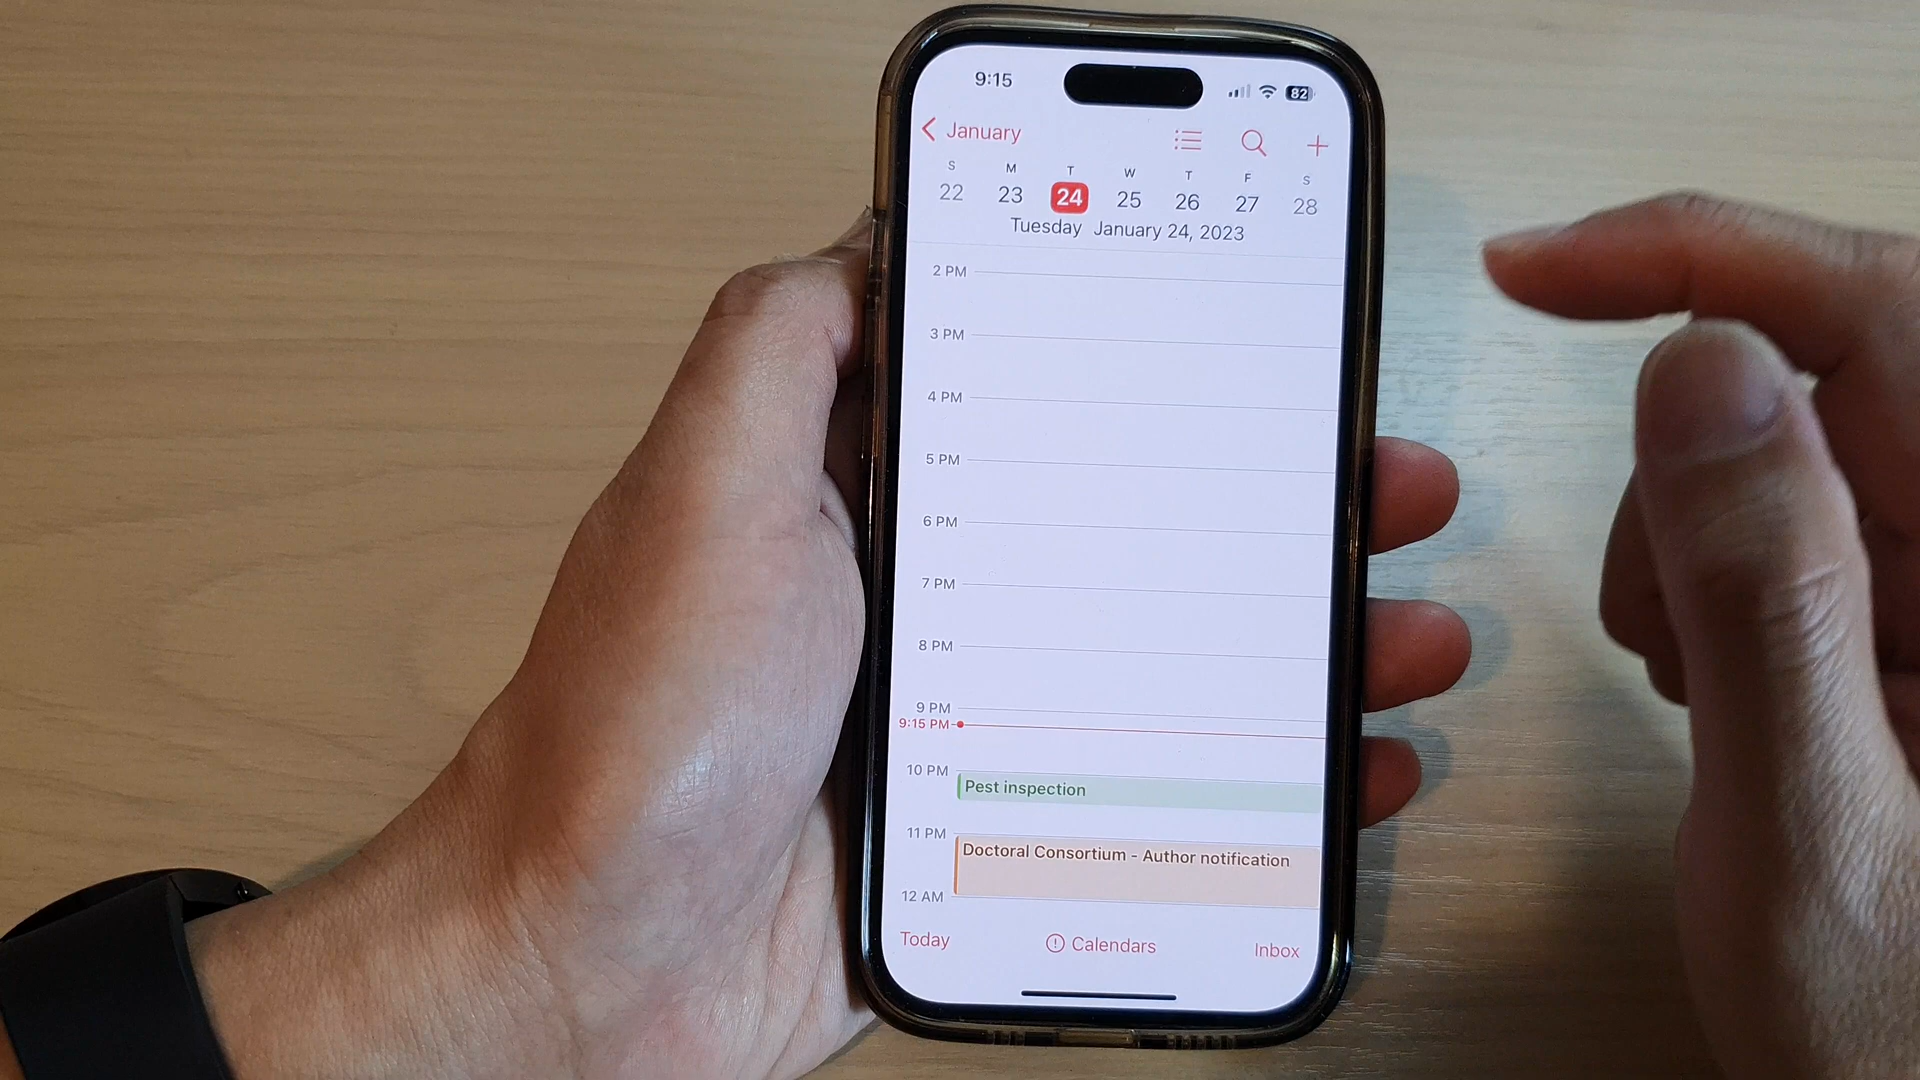 9:15
82
January
S M T W T F S
22 23 24 25 26 27 28
Tuesday January 24, 2023
2 PM
3 PM
4 PM
5 PM
6 PM
7 PM
8 PM
9 PM
9:15 PM
10 PM
Pest inspection
11 PM
Doctoral Consortium - Author notification
12 AM
Today
Calendars
Inbox